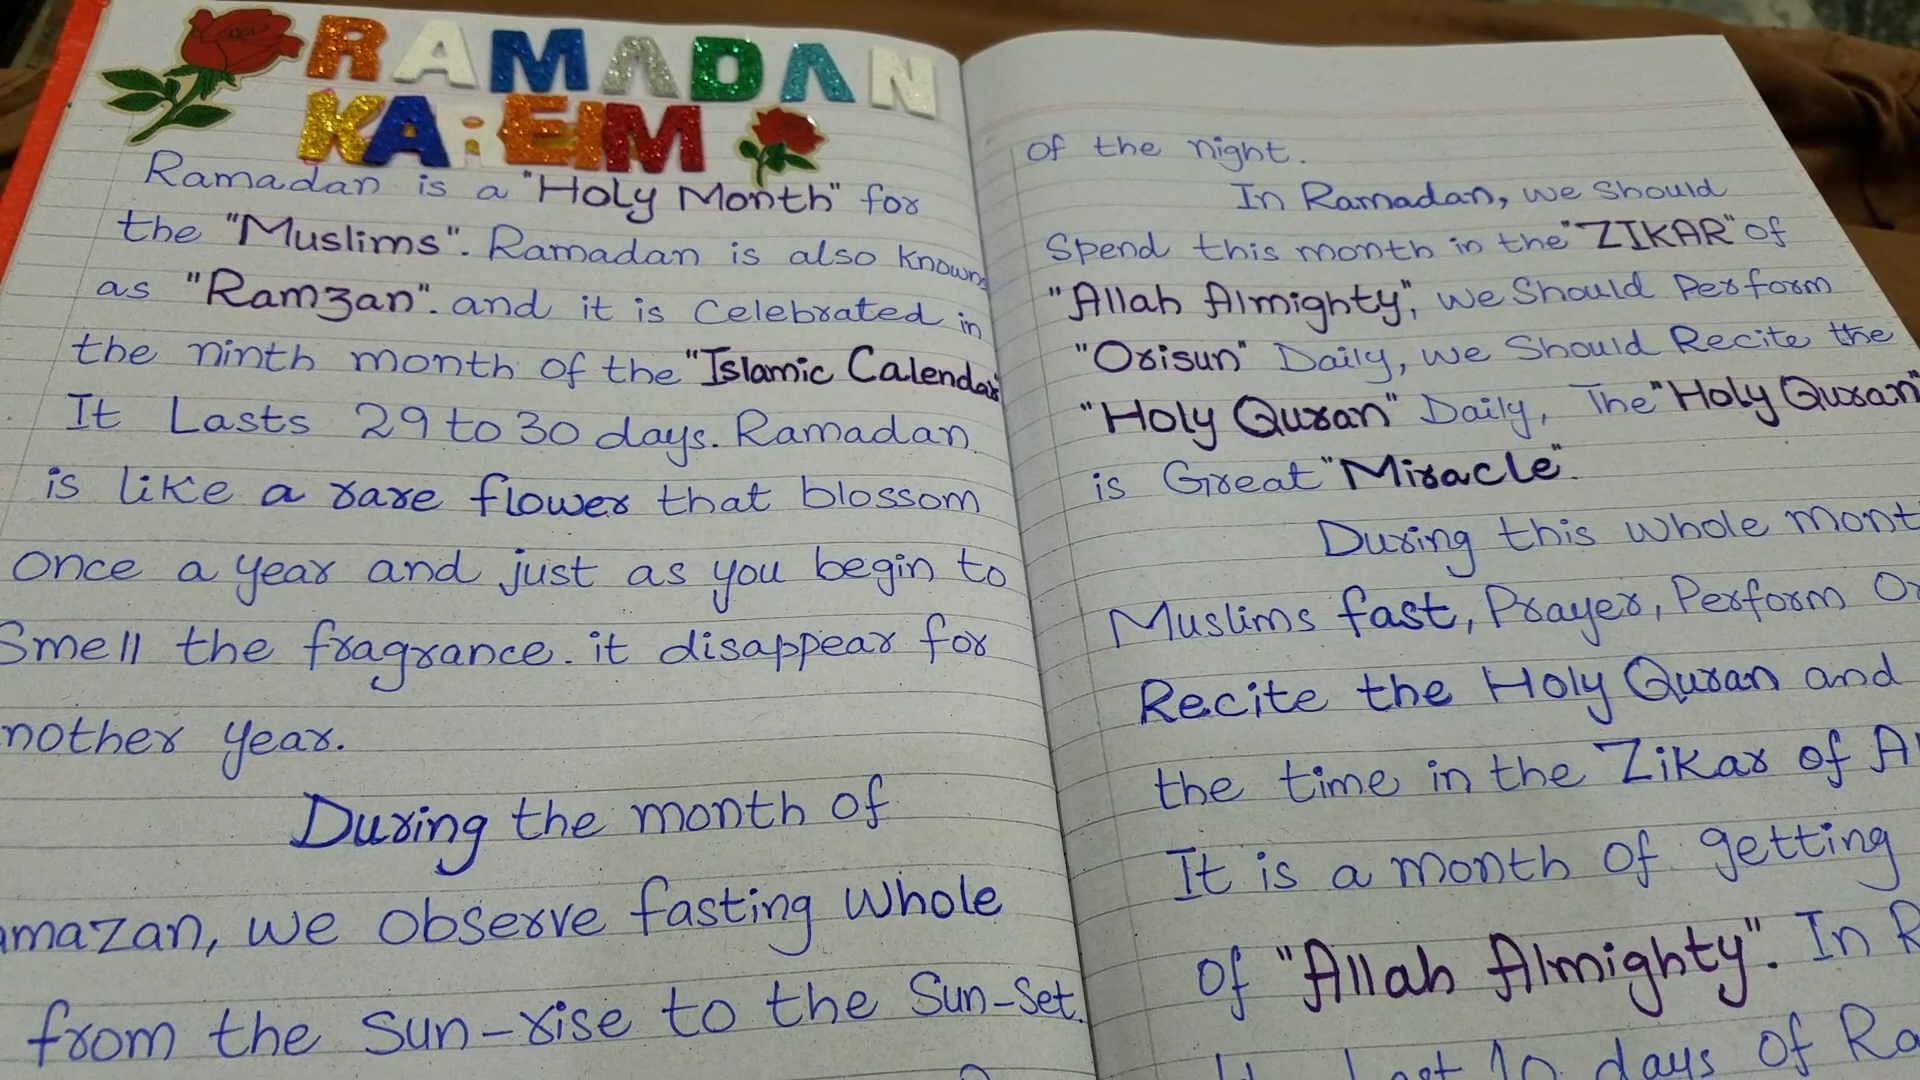 RAMADAN
KAREEM
Ramadan is a "Holy Month" for
the "Muslims". Ramadan is also known
as "Ramzan". and it is Celebrated in
the ninth month of the "Islamic Calendar
It Lasts 29 to 30 days. Ramadan
is like a rare flower that blossom
Once a year and just as you begin to
Smell the fragrance. it disappear for
nother year.
During the month of
amazan, we observe fasting whole
from the Sun-rise to the Sun-Set.
of the night.
In Ramadan, we should
Spend this month in the "ZIKAR" of
"Allah Almighty", we Should Perform
"Orisun" Daily, we Should Recite the
"Holy Quran" Daily, The "Holy Quran"
is Great "Miracle".
During this whole mont
Muslims fast, Prayer, Perform Or
Recite the Holy Quran and
the time in the Zikar of Al
It is a month of getting
of "Allah Almighty". In R
last 10 days of Ra